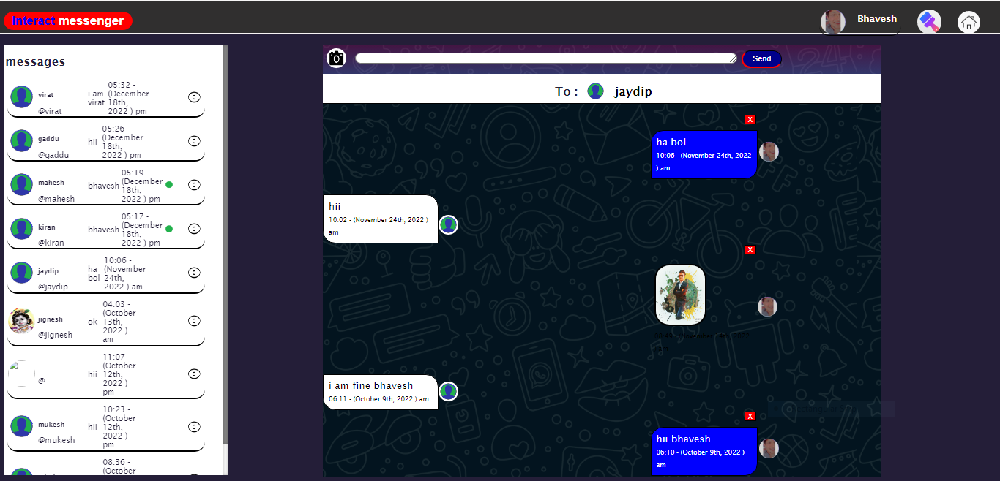 interact messenger
Bhavesh
messages
virat
@virat
i am
virat
05:32 -
(December
18th,
2022 ) pm
gaddu
@gaddu
hii
05:26 -
(December
18th,
2022 ) pm
mahesh
@mahesh
bhavesh
05:19 -
(December
18th,
2022 ) pm
kiran
@kiran
bhavesh
05:17 -
(December
18th,
2022 ) pm
jaydip
@jaydip
ha
bol
10:06 -
(November
24th,
2022 ) am
jignesh
@jignesh
ok
04:03 -
(October
13th,
2022 )
am
@
hii
11:07 -
(October
12th,
2022 )
pm
mukesh
@mukesh
hii
10:23 -
(October
12th,
2022 )
pm
08:36 -
(October
Send
To : jaydip
X
ha bol
10:06 - (November 24th, 2022
) am
hii
10:02 - (November 24th, 2022 )
am
X
i am fine bhavesh
06:11 - (October 9th, 2022 ) am
X
hii bhavesh
06:10 - (October 9th, 2022 )
am